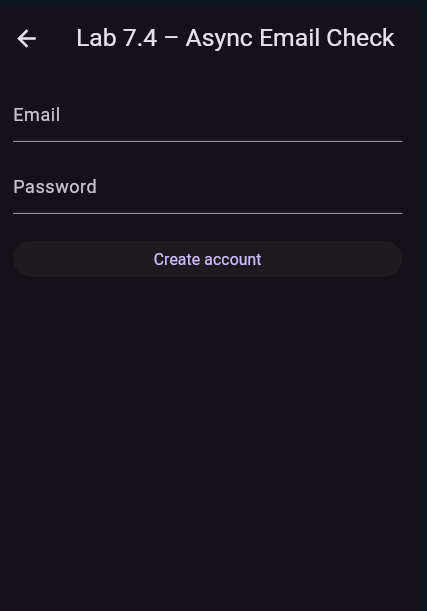 Lab 7.4 – Async Email Check
Email
Password
Create account